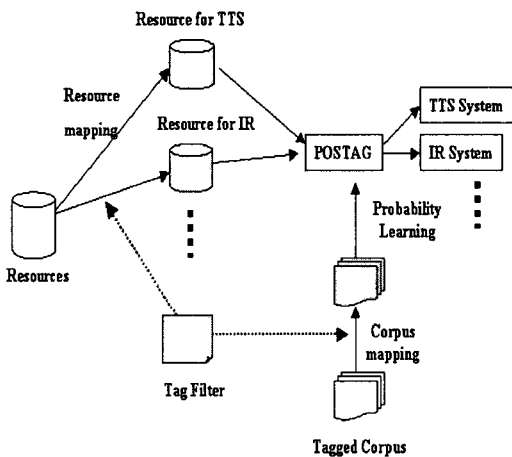 Resource for TTS
Resource
mapping
Resource for IR
TTS System
POSTAG
IR System
Probability
Learning
Resources
Tag Filter
Corpus
mapping
Tagged Corpus